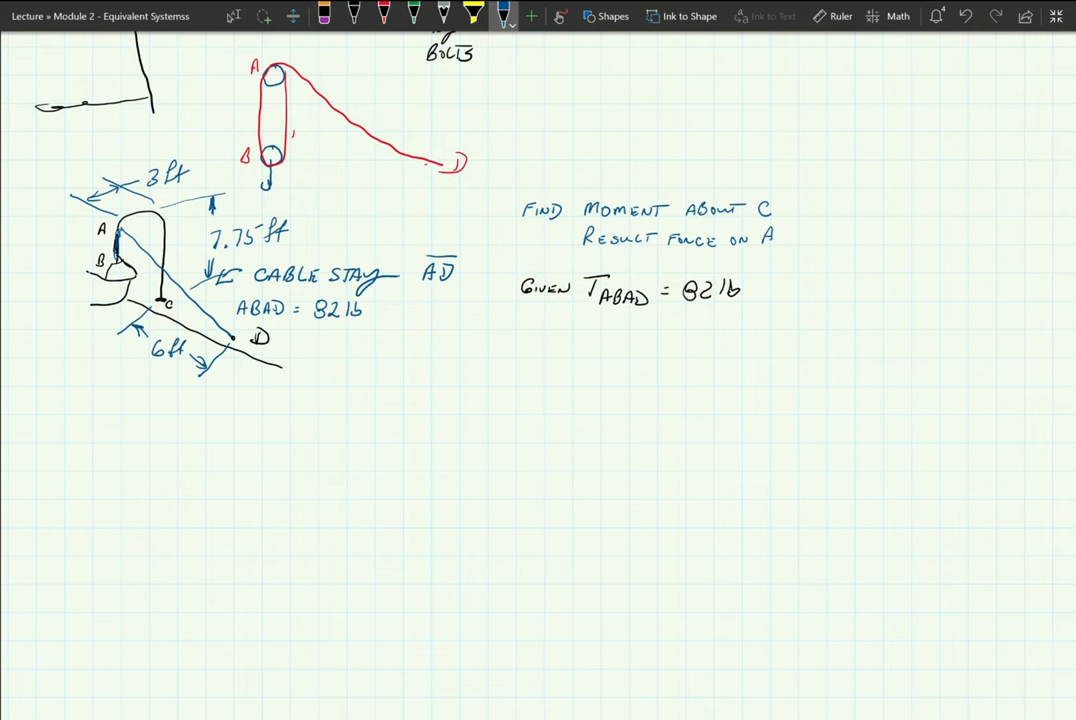 Lecture » Module 2 - Equivalent Systemss
Shapes
Ink to Shape
Ink to Text
Ruler
Math
4
BOLTS
A
B
D
3 ft
7.75 ft
A
B
C
CABLE STAY AD
ABAD = 82 lb
D
6 ft
FIND MOMENT ABOUT C
RESULT FORCE ON A
GIVEN TABAD = 82 lb